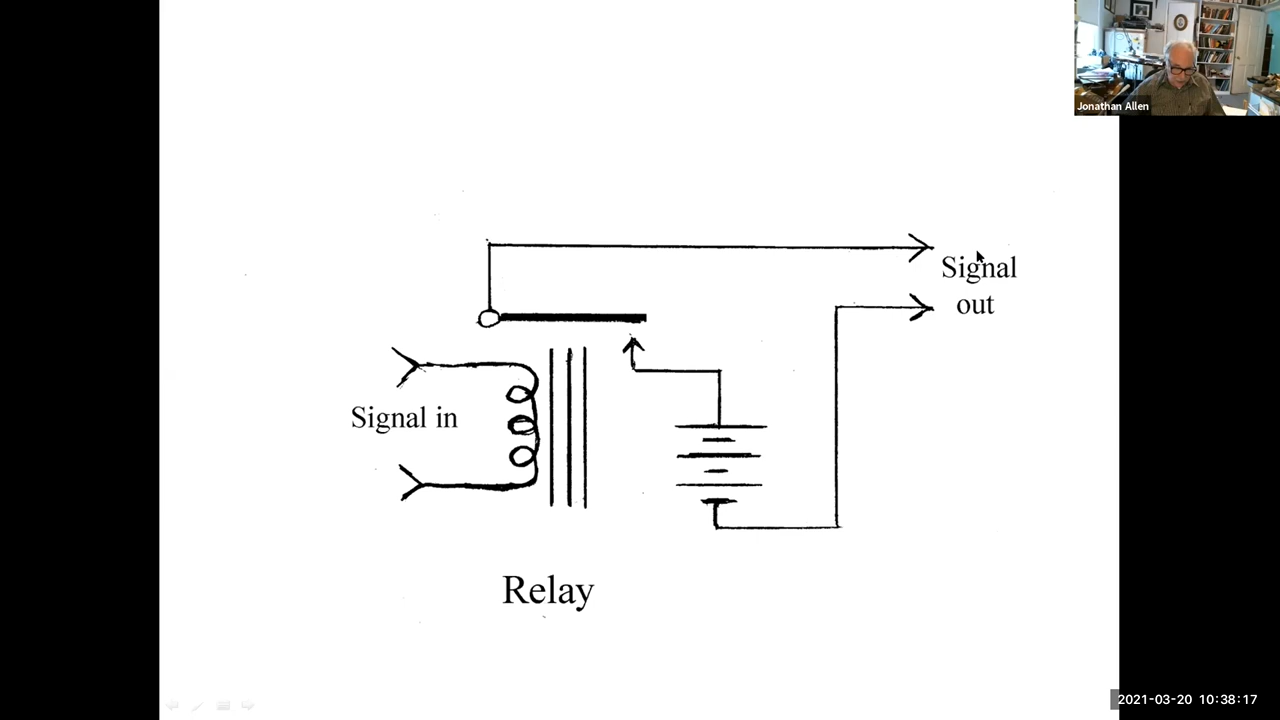 Jonathan Allen
Signal
out
Signal in
Relay
2021-03-20 10:38:17